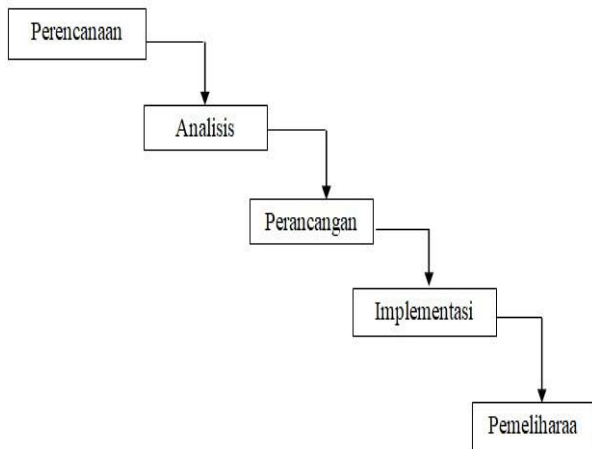 Perencanaan
Analisis
Perancangan
Implementasi
Pemeliharaa